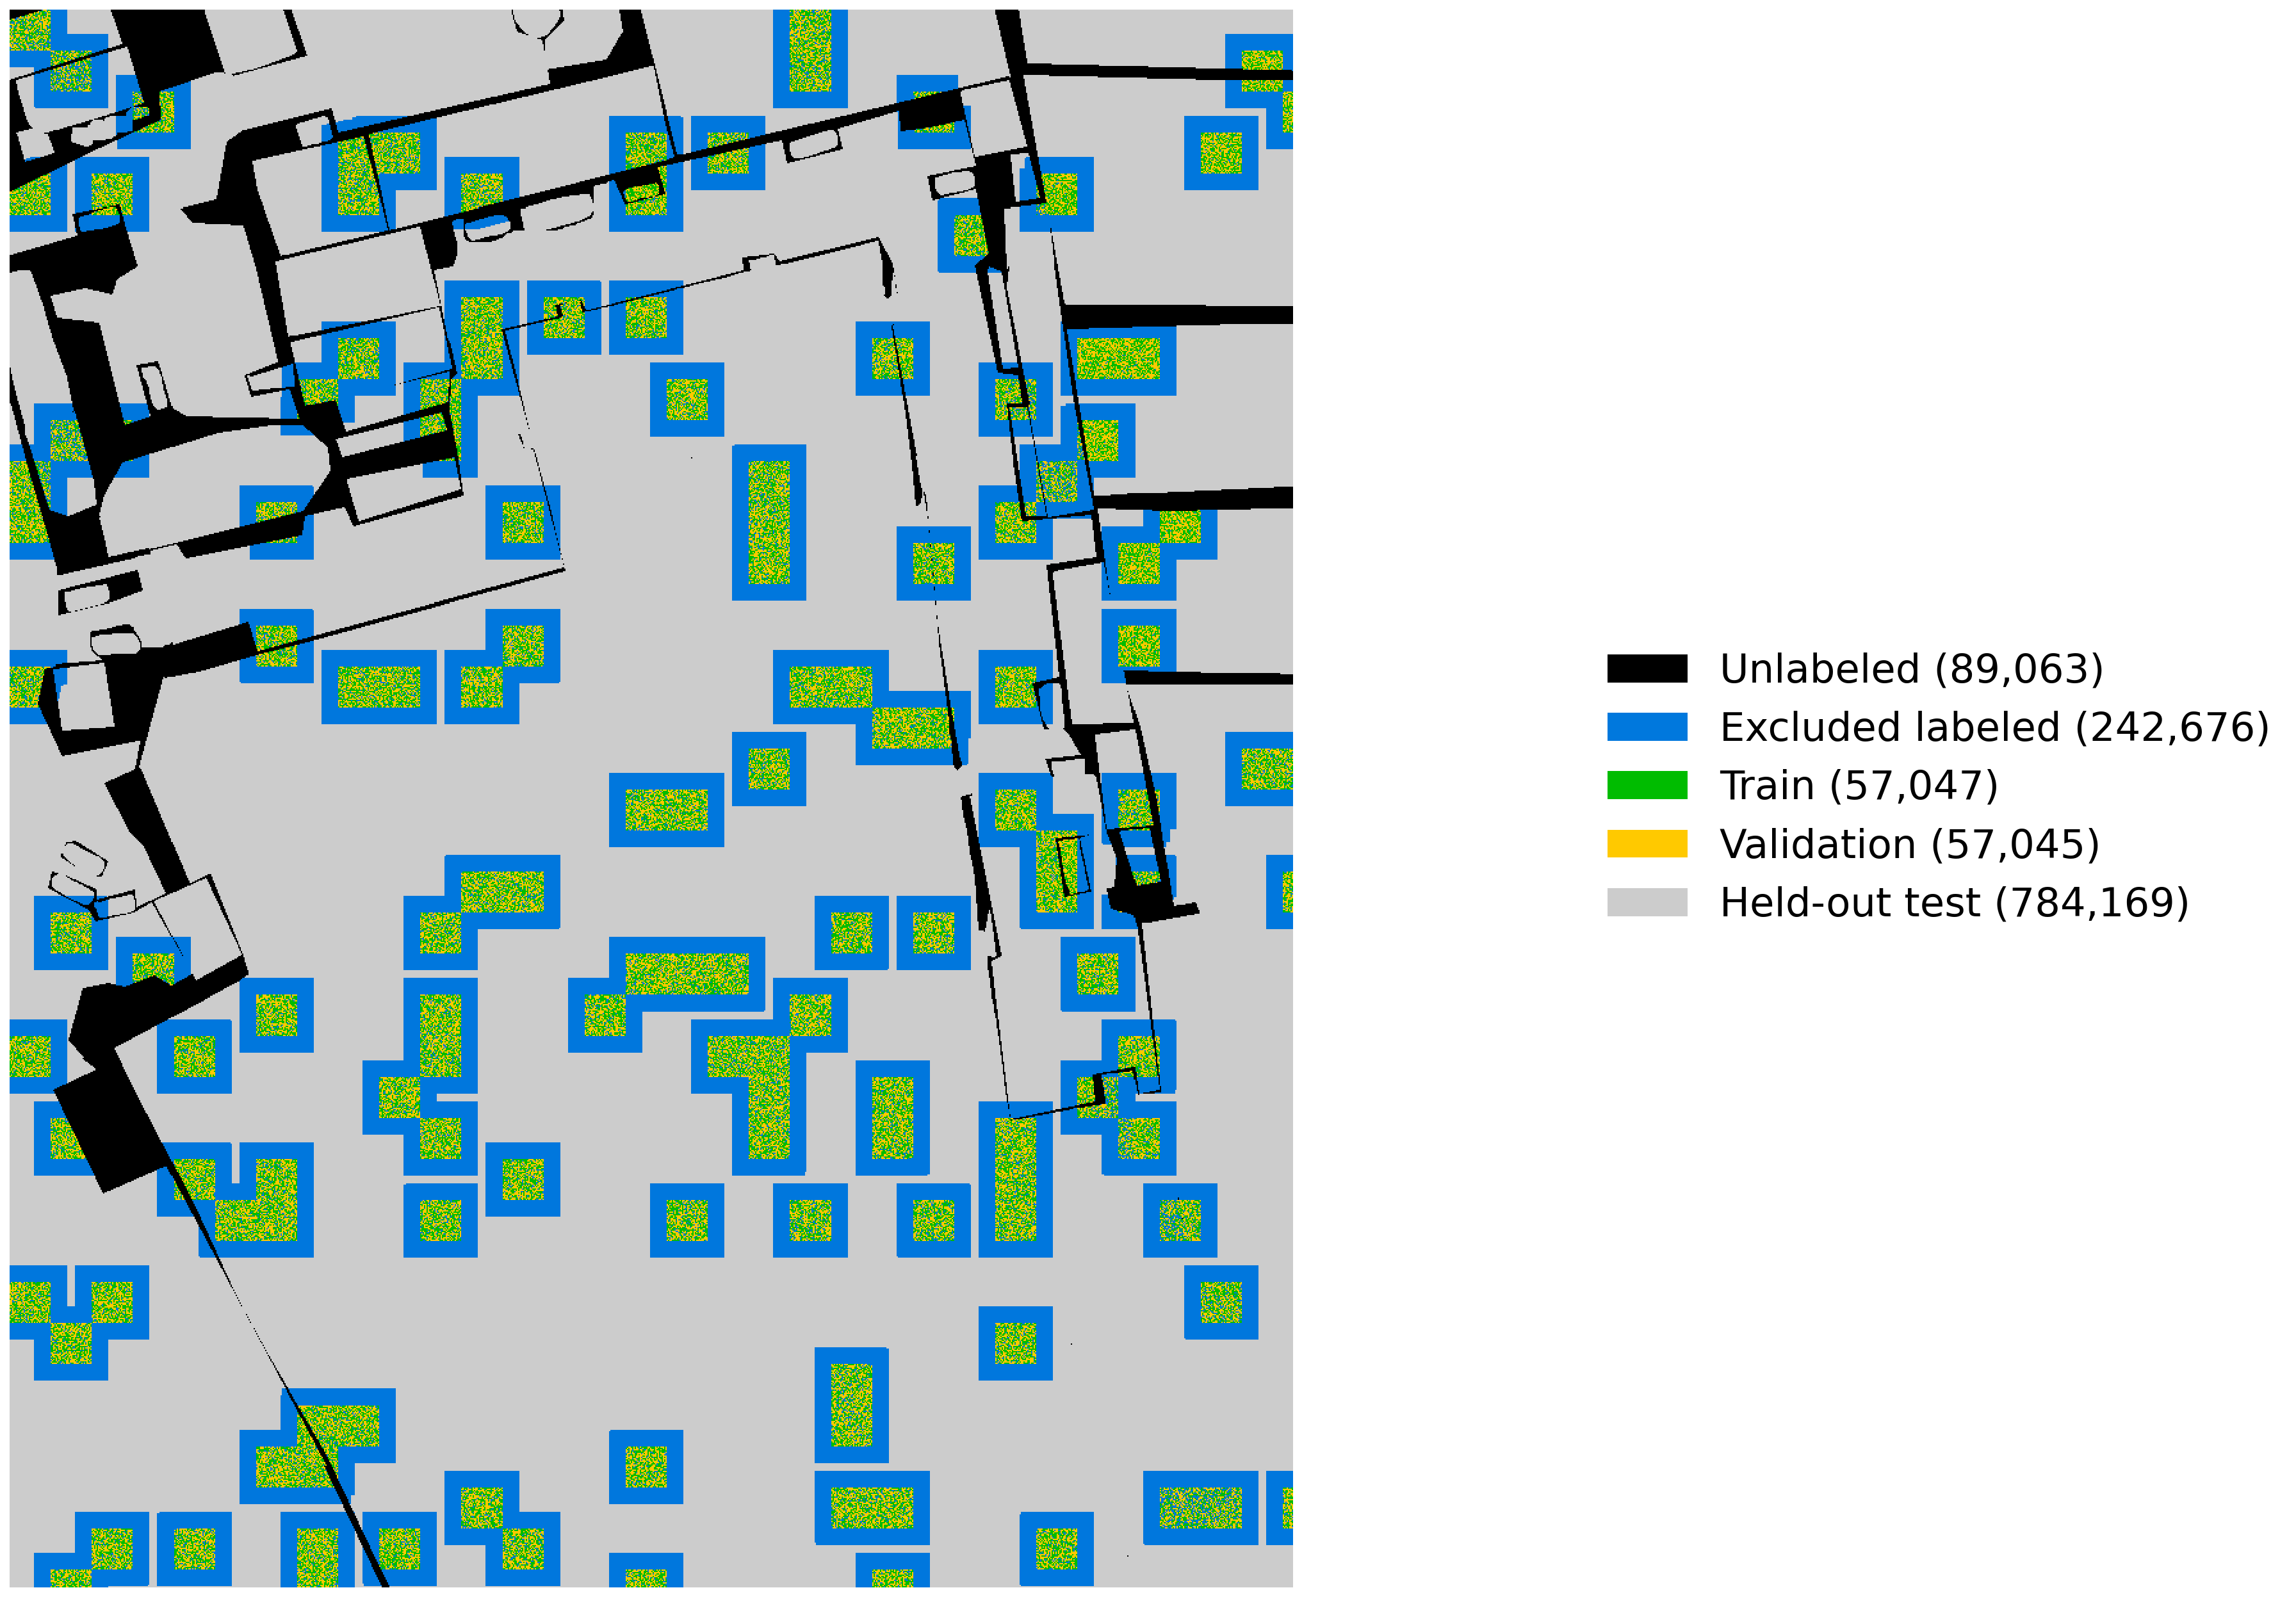 Unlabeled (89,063)
Excluded labeled (242,676)
Train (57,047)
Validation (57,045)
Held-out test (784,169)